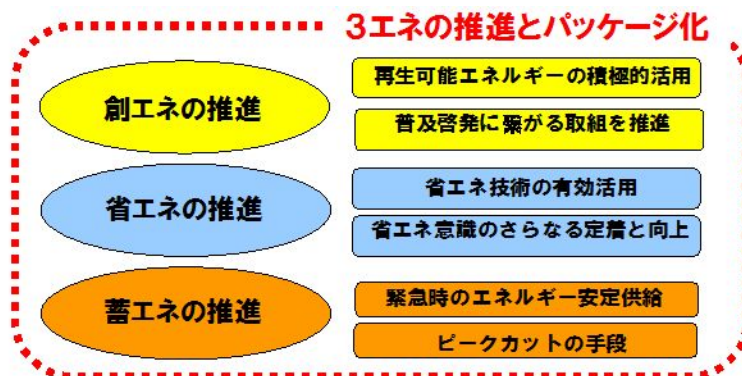 ３エネの推進とパッケージ化
創エネの推進
再生可能エネルギーの積極的活用
普及啓発に繋がる取組を推進
省エネの推進
省エネ技術の有効活用
省エネ意識のさらなる定着と向上
蓄エネの推進
緊急時のエネルギー安定供給
ピークカットの手段